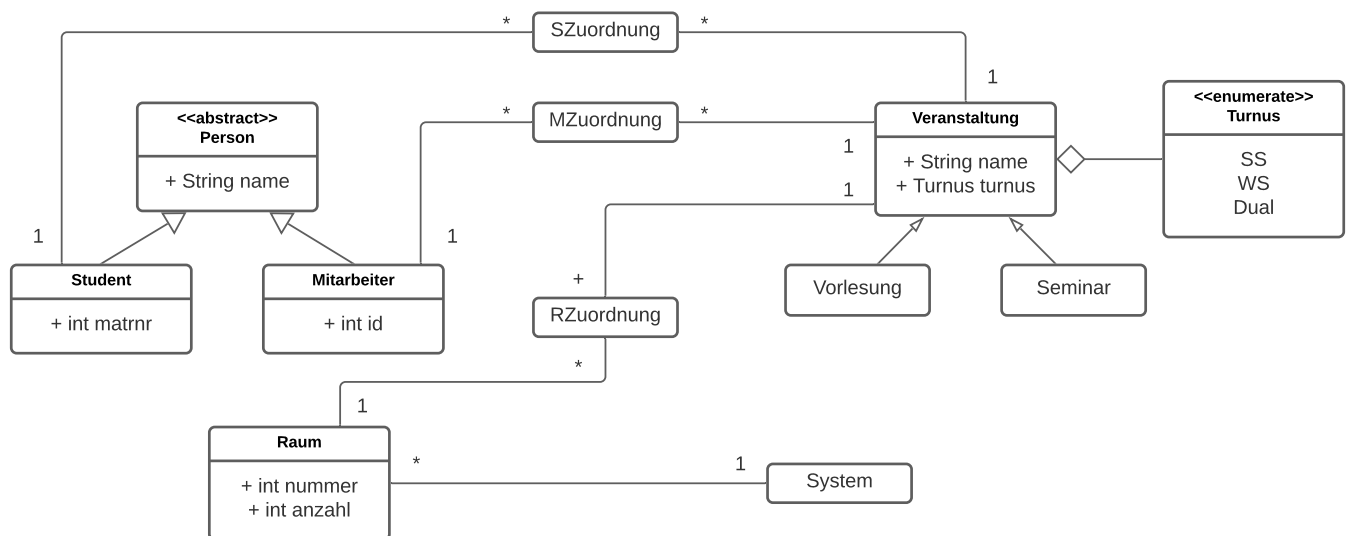 * SZuordnung *
1
<<enumerate>>
Turnus
SS
WS
Dual
<<abstract>>
Person
+ String name
* MZuordnung *
Veranstaltung
+ String name
+ Turnus turnus
1
1
1
1
Student
+ int matrnr
Mitarbeiter
+ int id
+
RZuordnung
*
Vorlesung
Seminar
1
Raum
+ int nummer
+ int anzahl
*
1
System